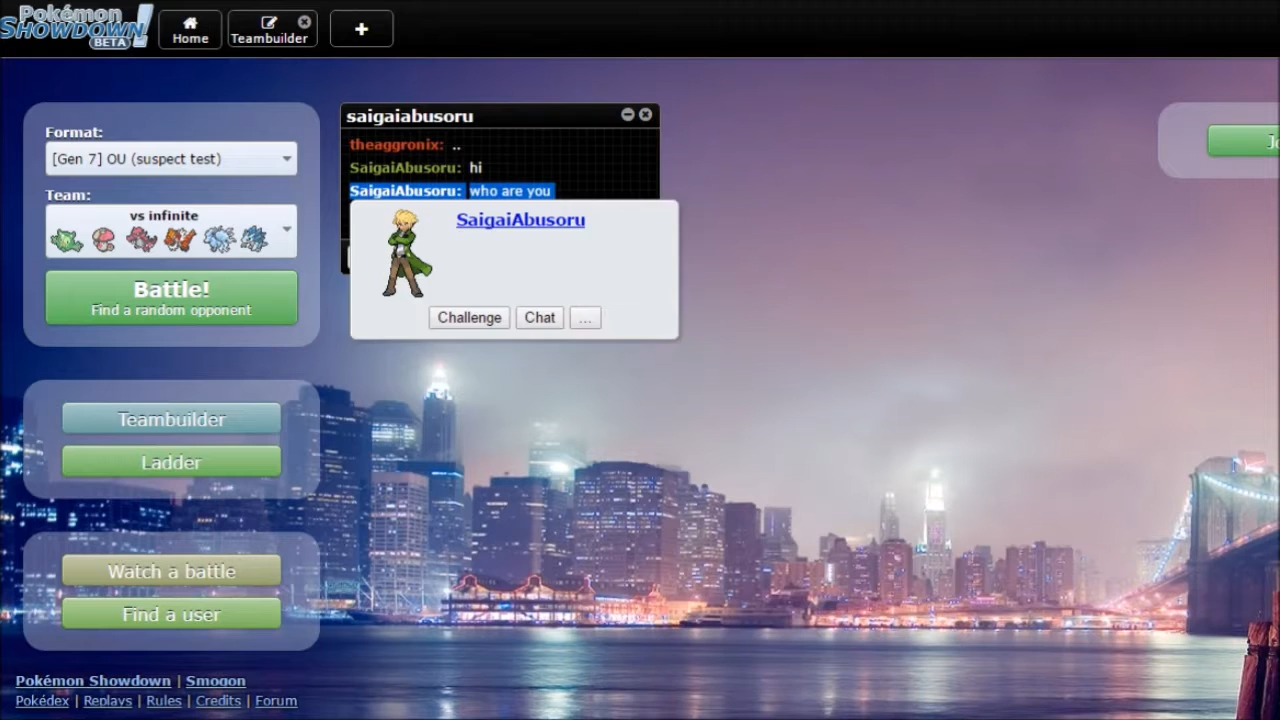 Pokémon
SHOWDOWN!
BETA
Home
Teambuilder
+
Format:
[Gen 7] OU (suspect test)
Team:
vs infinite
Battle!
Find a random opponent
Teambuilder
Ladder
Watch a battle
Find a user
Pokémon Showdown | Smogon
Pokédex | Replays | Rules | Credits | Forum
saigaiabusoru
theaggronix: ..
SaigaiAbusoru: hi
SaigaiAbusoru: who are you
SaigaiAbusoru
Challenge
Chat
...